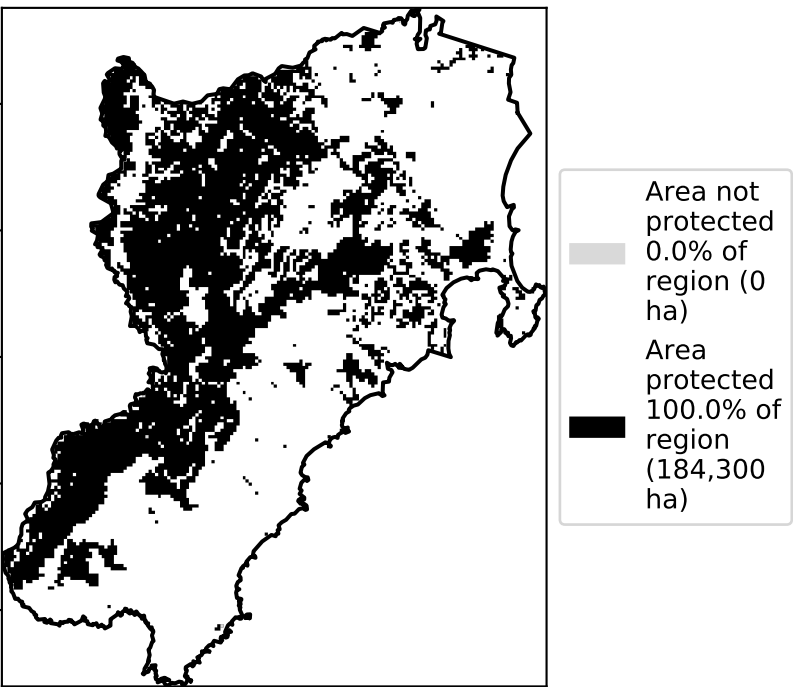 Area not
protected
0.0% of
region (0
ha)
Area
protected
100.0% of
region
(184,300
ha)